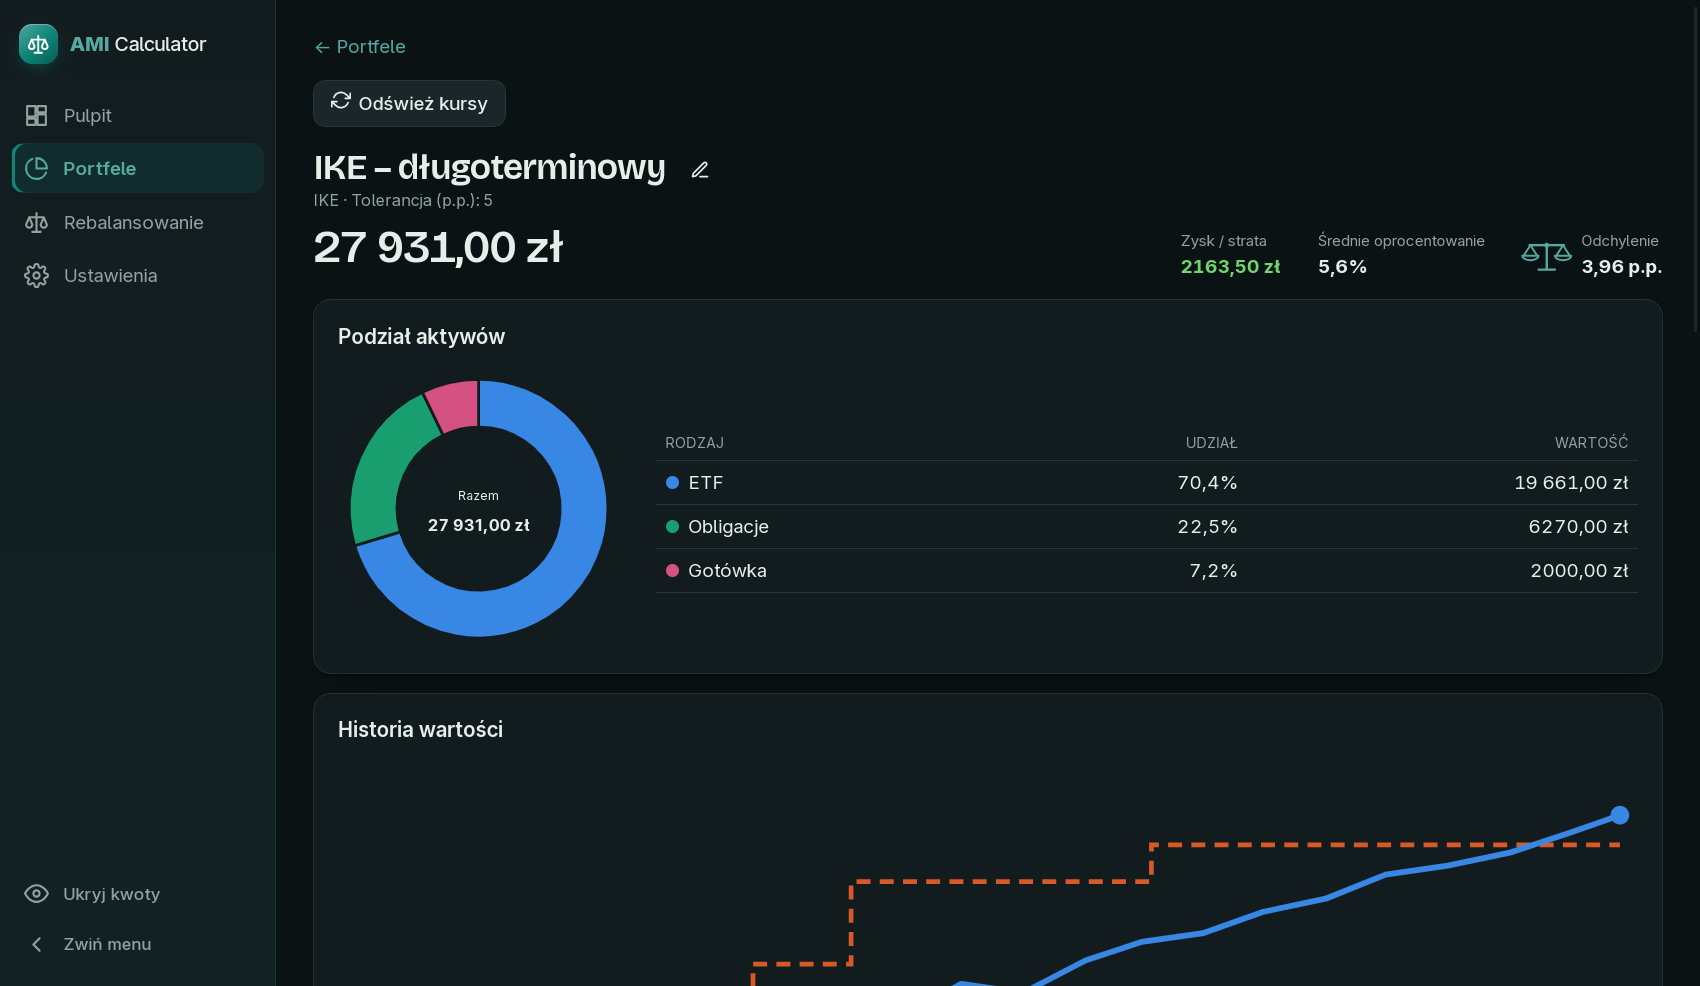 AMI Calculator
Pulpit
Portfele
Rebalansowanie
Ustawienia
Ukryj kwoty
Zwiń menu
← Portfele
Odśwież kursy
IKE – długoterminowy
IKE · Tolerancja (p.p.): 5
27 931,00 zł
Zysk / strata
2163,50 zł
Średnie oprocentowanie
5,6%
Odchylenie
3,96 p.p.
Podział aktywów
Razem
27 931,00 zł
RODZAJ UDZIAŁ WARTOŚĆ
ETF 70,4% 19 661,00 zł
Obligacje 22,5% 6270,00 zł
Gotówka 7,2% 2000,00 zł
Historia wartości